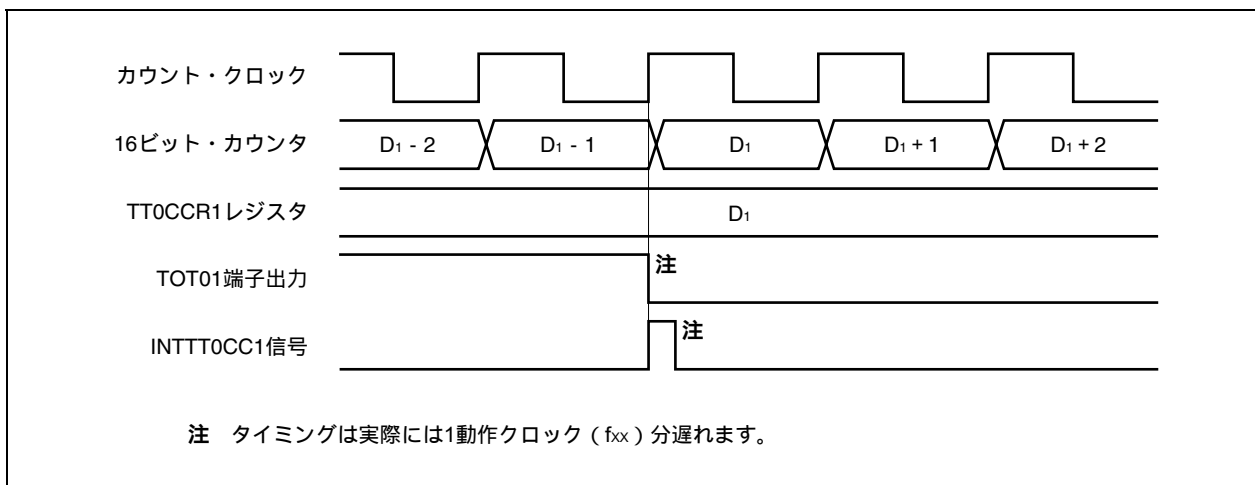 カウント・クロック
16ビット・カウンタ D1 - 2 D1 - 1 D1 D1 + 1 D1 + 2
TT0CCR1レジスタ D1
TOT01端子出力 注
INTTT0CC1信号 注
注 タイミングは実際には1動作クロック（fxx）分遅れます。